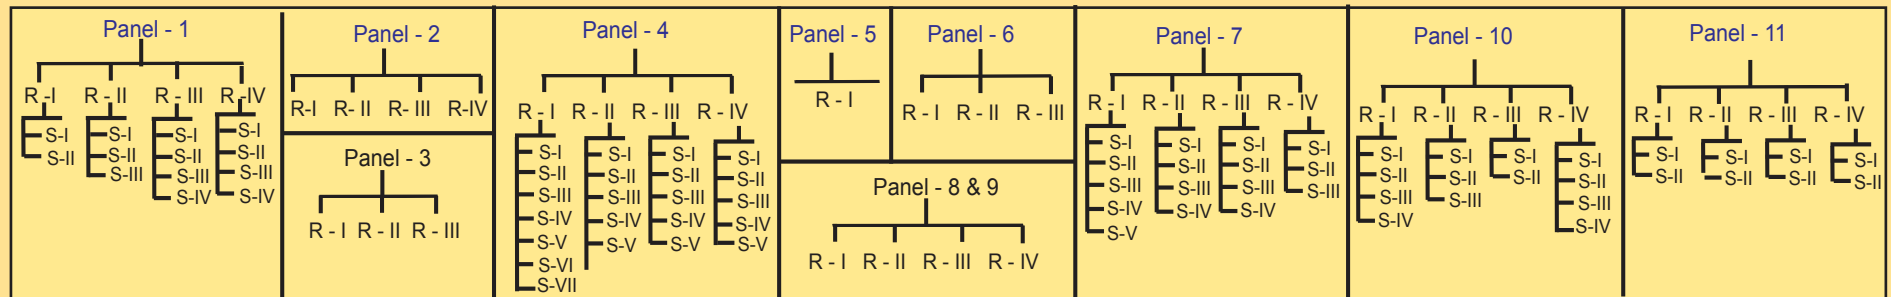 Panel - 1
R -I R - II R - III R -IV
S-I S-I S-I S-I
S-II S-II S-II S-II
S-III S-III S-III
S-IV S-IV
Panel - 2
R-I R- II R- III R-IV
Panel - 3
R - I R - II R - III
Panel - 4
R - I R - II R - III R - IV
S-I S-I S-I S-I
S-II S-II S-II S-II
S-III S-III S-III S-III
S-IV S-IV S-IV S-IV
S-V S-V S-V S-V
S-VI
S-VII
Panel - 5
R - I
Panel - 6
R - I R - II R - III
Panel - 8 & 9
R - I R - II R - III R - IV
Panel - 7
R - I R - II R - III R - IV
S-I S-I S-I S-I
S-II S-II S-II S-II
S-III S-III S-III S-III
S-IV S-IV S-IV
S-V
Panel - 10
R - I R - II R - III R - IV
S-I S-I S-I S-I
S-II S-II S-II S-II
S-III S-III S-III
S-IV S-IV
Panel - 11
R - I R - II R - III R - IV
S-I S-I S-I S-I
S-II S-II S-II S-II